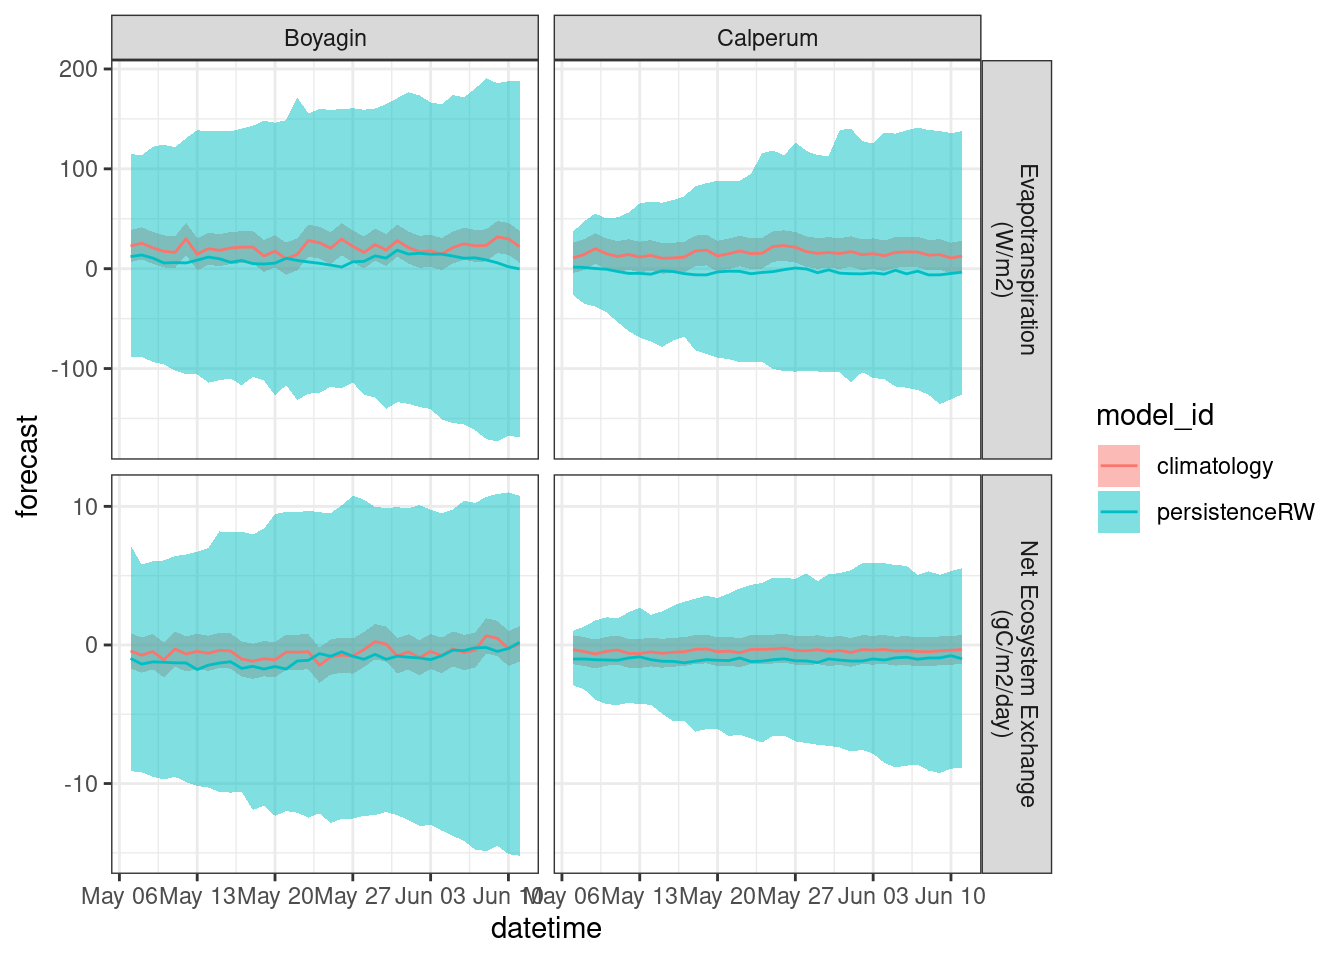 Boyagin
Calperum
200
100
0
-100
10
0
-10
Evapotranspiration
(W/m2)
Net Ecosystem Exchange
(gC/m2/day)
forecast
May 06 May 13 May 20 May 27 Jun 03 Jun 10
May 06 May 13 May 20 May 27 Jun 03 Jun 10
datetime
model_id
climatology
persistenceRW